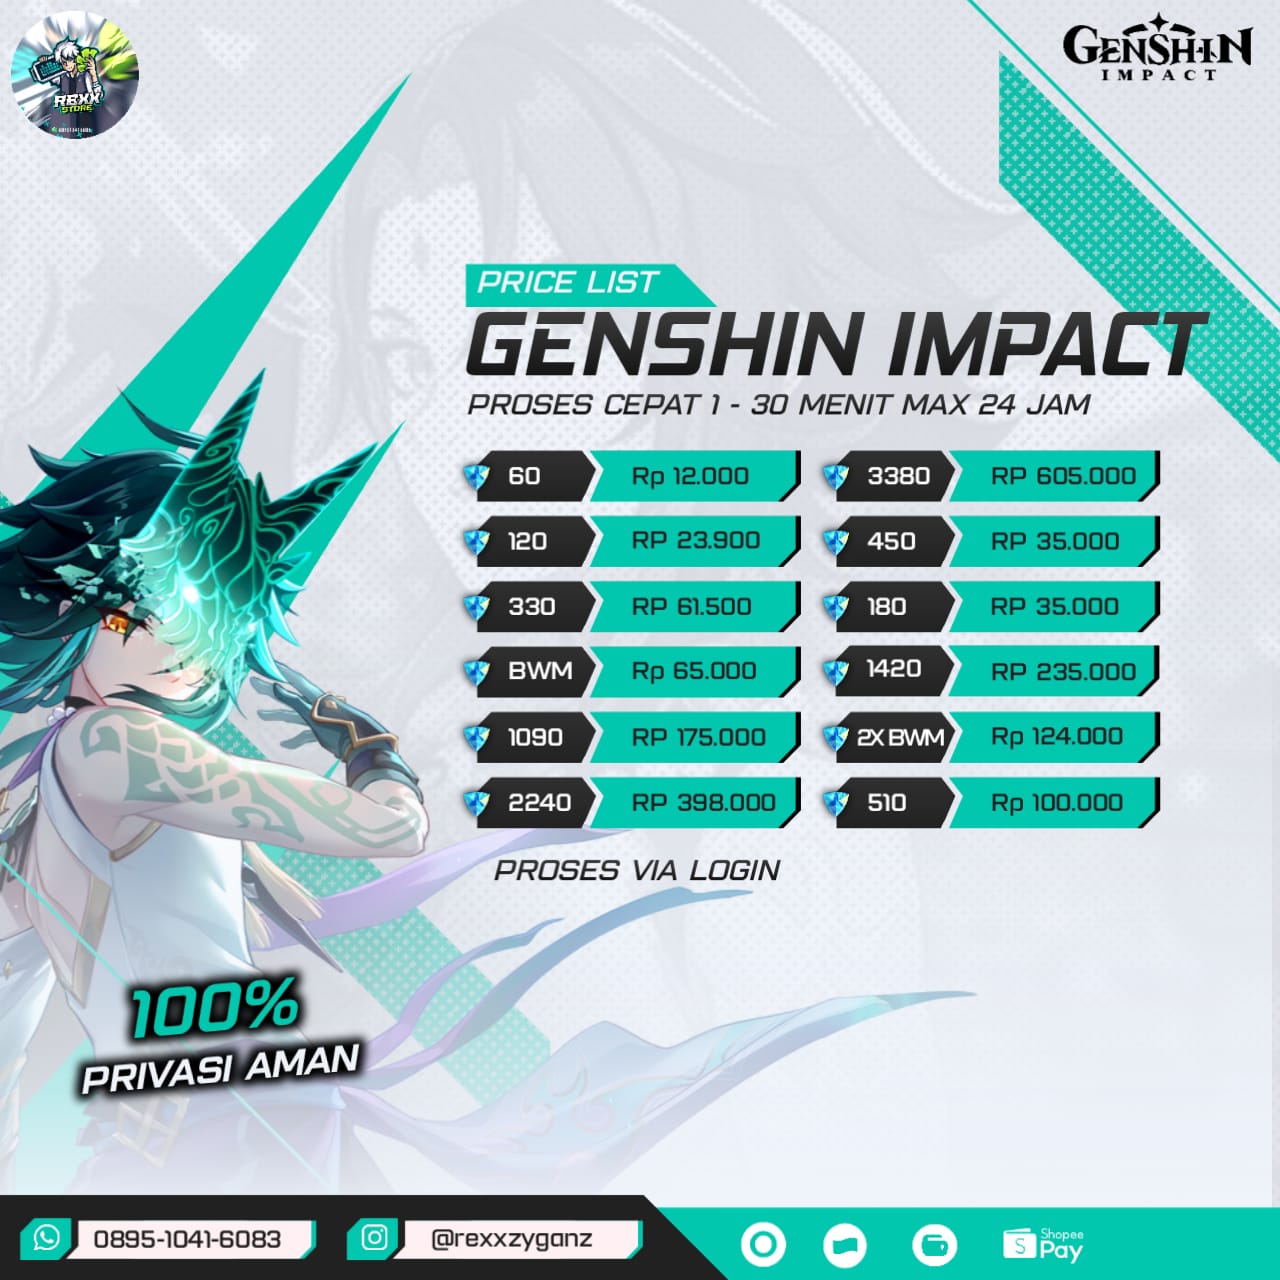 REXX
STORE
GENSHIN
IMPACT
PRICE LIST
GENSHIN IMPACT
PROSES CEPAT 1 - 30 MENIT MAX 24 JAM
60 Rp 12.000
120 RP 23.900
330 RP 61.500
BWM Rp 65.000
1090 RP 175.000
2240 RP 398.000
3380 RP 605.000
450 RP 35.000
180 RP 35.000
1420 RP 235.000
2X BWM Rp 124.000
510 Rp 100.000
PROSES VIA LOGIN
100%
PRIVASI AMAN
0895-1041-6083
@rexxzyganz
S Shopee
Pay